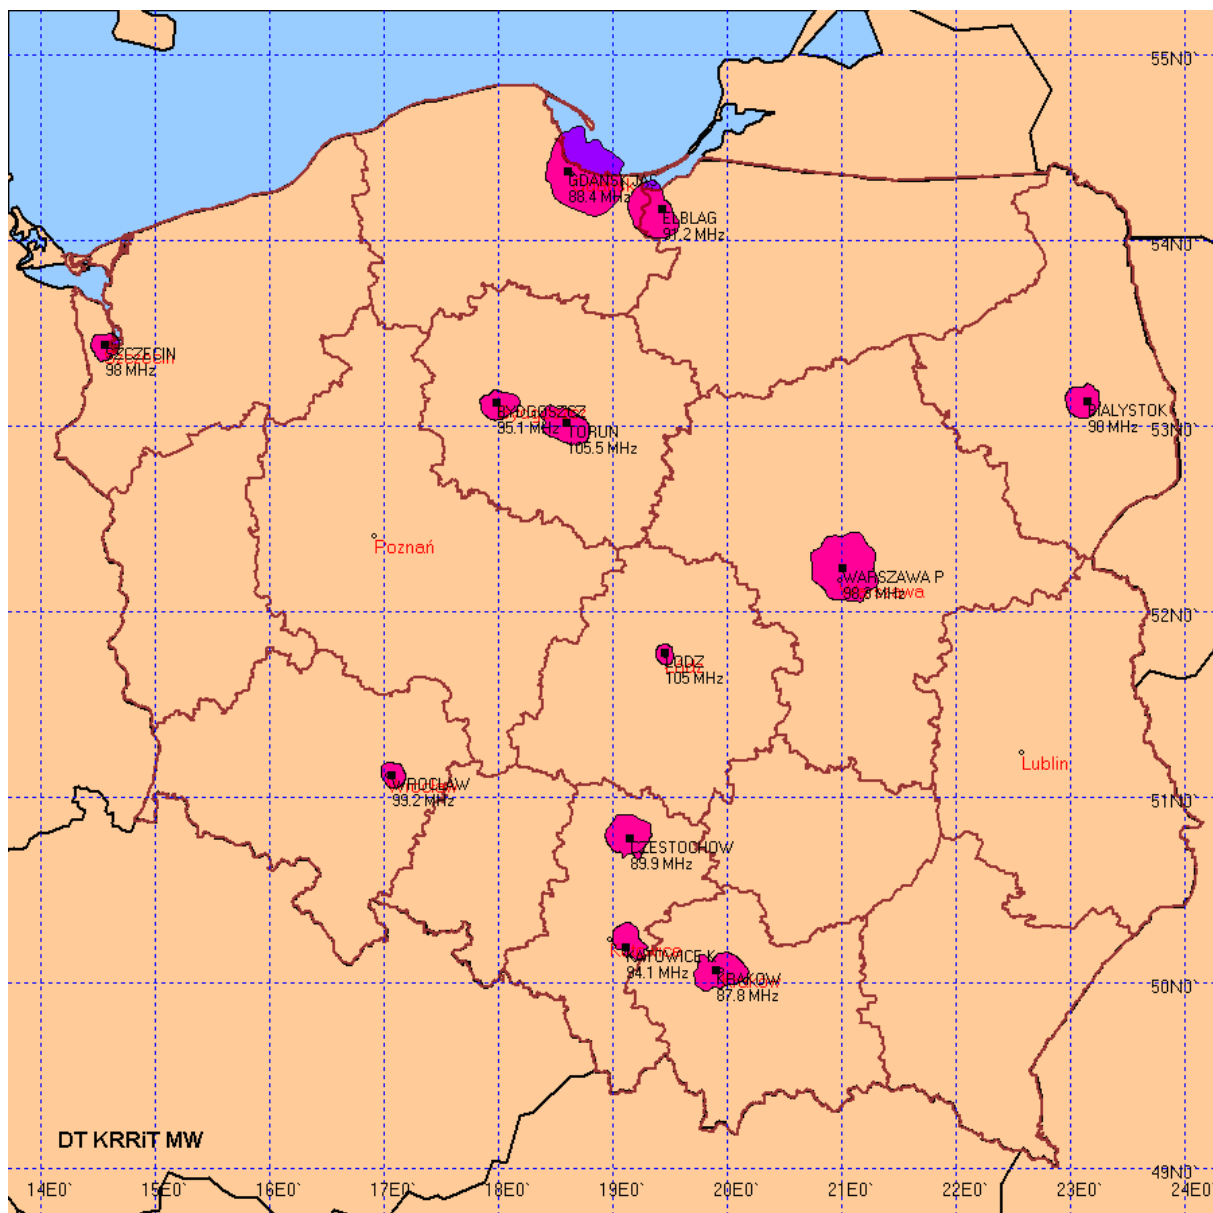 55N0`
GDANSK JAS
88.4 MHz
ELBLAG
91.2 MHz
54N0`
SZCZECIN
98 MHz
BYDGOSZCZ
95.1 MHz
TORUN
105.5 MHz
BIALYSTOK
90 MHz
53N0`
Poznań
WARSZAWA P
98.3 MHz
52N0`
LODZ
105 MHz
Lublin
WROCLAW
99.2 MHz
51N0`
CZESTOCHOW
89.9 MHz
KATOWICE K
94.1 MHz
KRAKOW
87.8 MHz
50N0`
DT KRRiT MW
49N0`
14E0` 15E0` 16E0` 17E0` 18E0` 19E0` 20E0` 21E0` 22E0` 23E0` 24E0